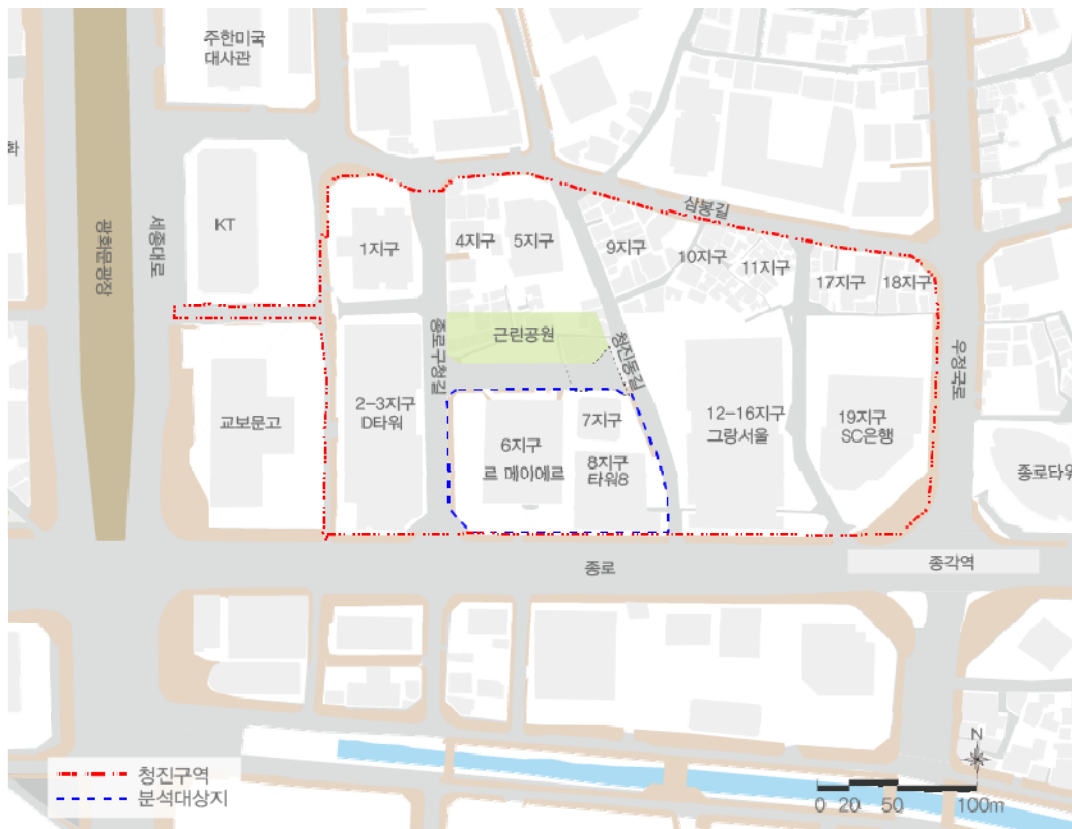 주한미국
대사관
화
KT
세종대로
광화문광장
1지구
4지구
5지구
삼봉길
9지구
10지구
11지구
17지구
18지구
근린공원
종로구청길
청진동길
우정국로
교보문고
2-3지구
D타워
6지구
르 메이에르
7지구
8지구
타워8
12-16지구
그랑서울
19지구
SC은행
종로타워
종로
종각역
N
청진구역
분석대상지
0 20 50 100m